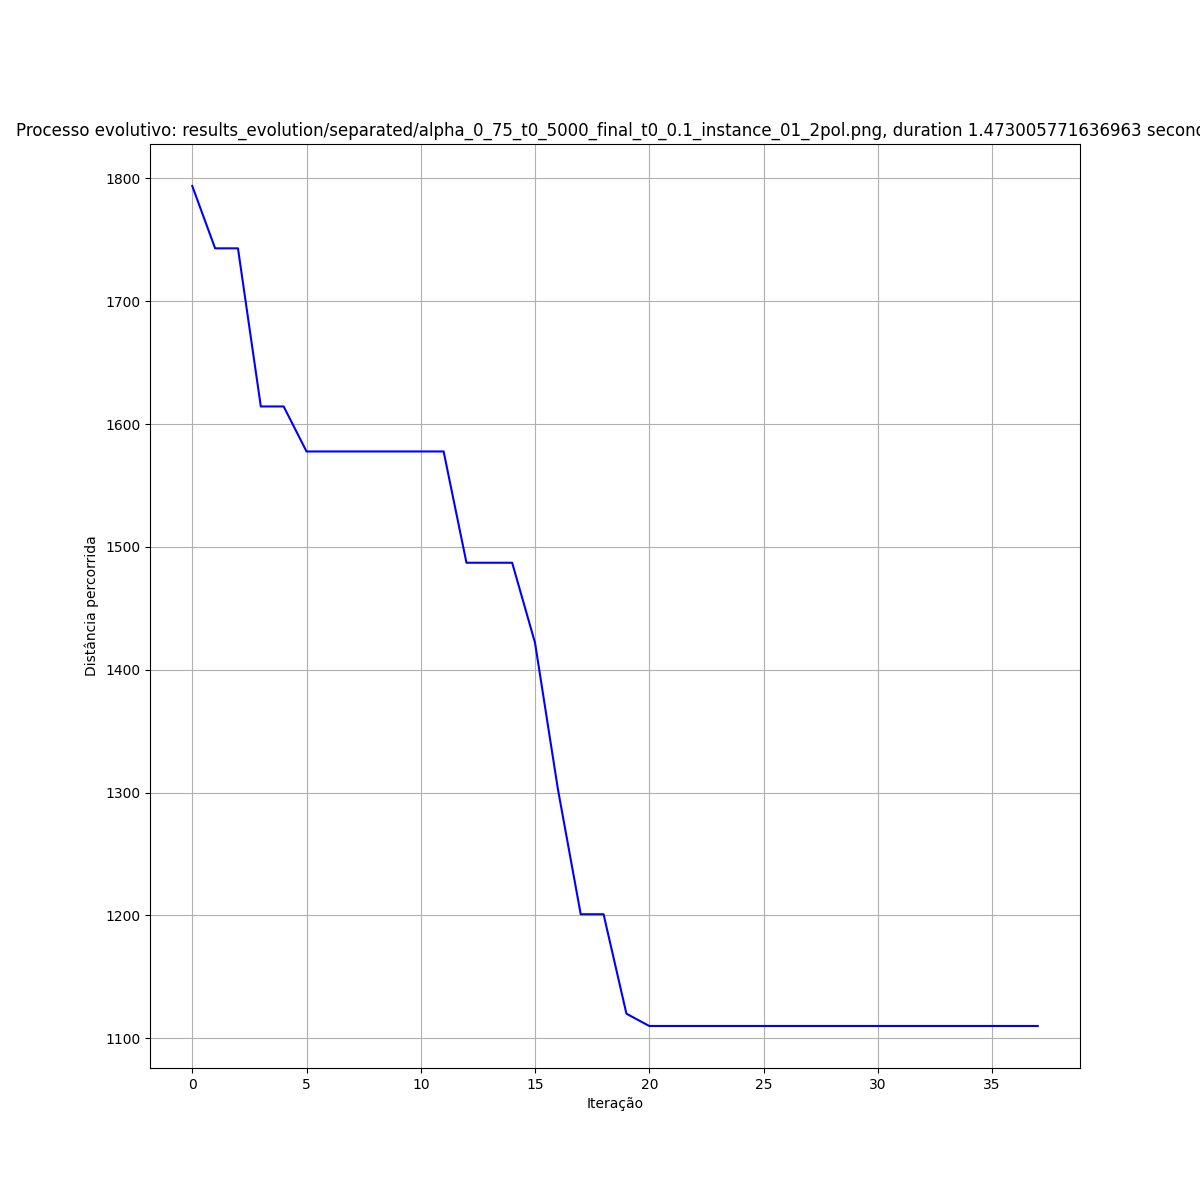 Processo evolutivo: results_evolution/separated/alpha_0_75_t0_5000_final_t0_0.1_instance_01_2pol.png, duration 1.473005771636963
1800
1700
1600
1500
1400
1300
1200
1100
Distância percorrida
0 5 10 15 20 25 30 35
Iteração